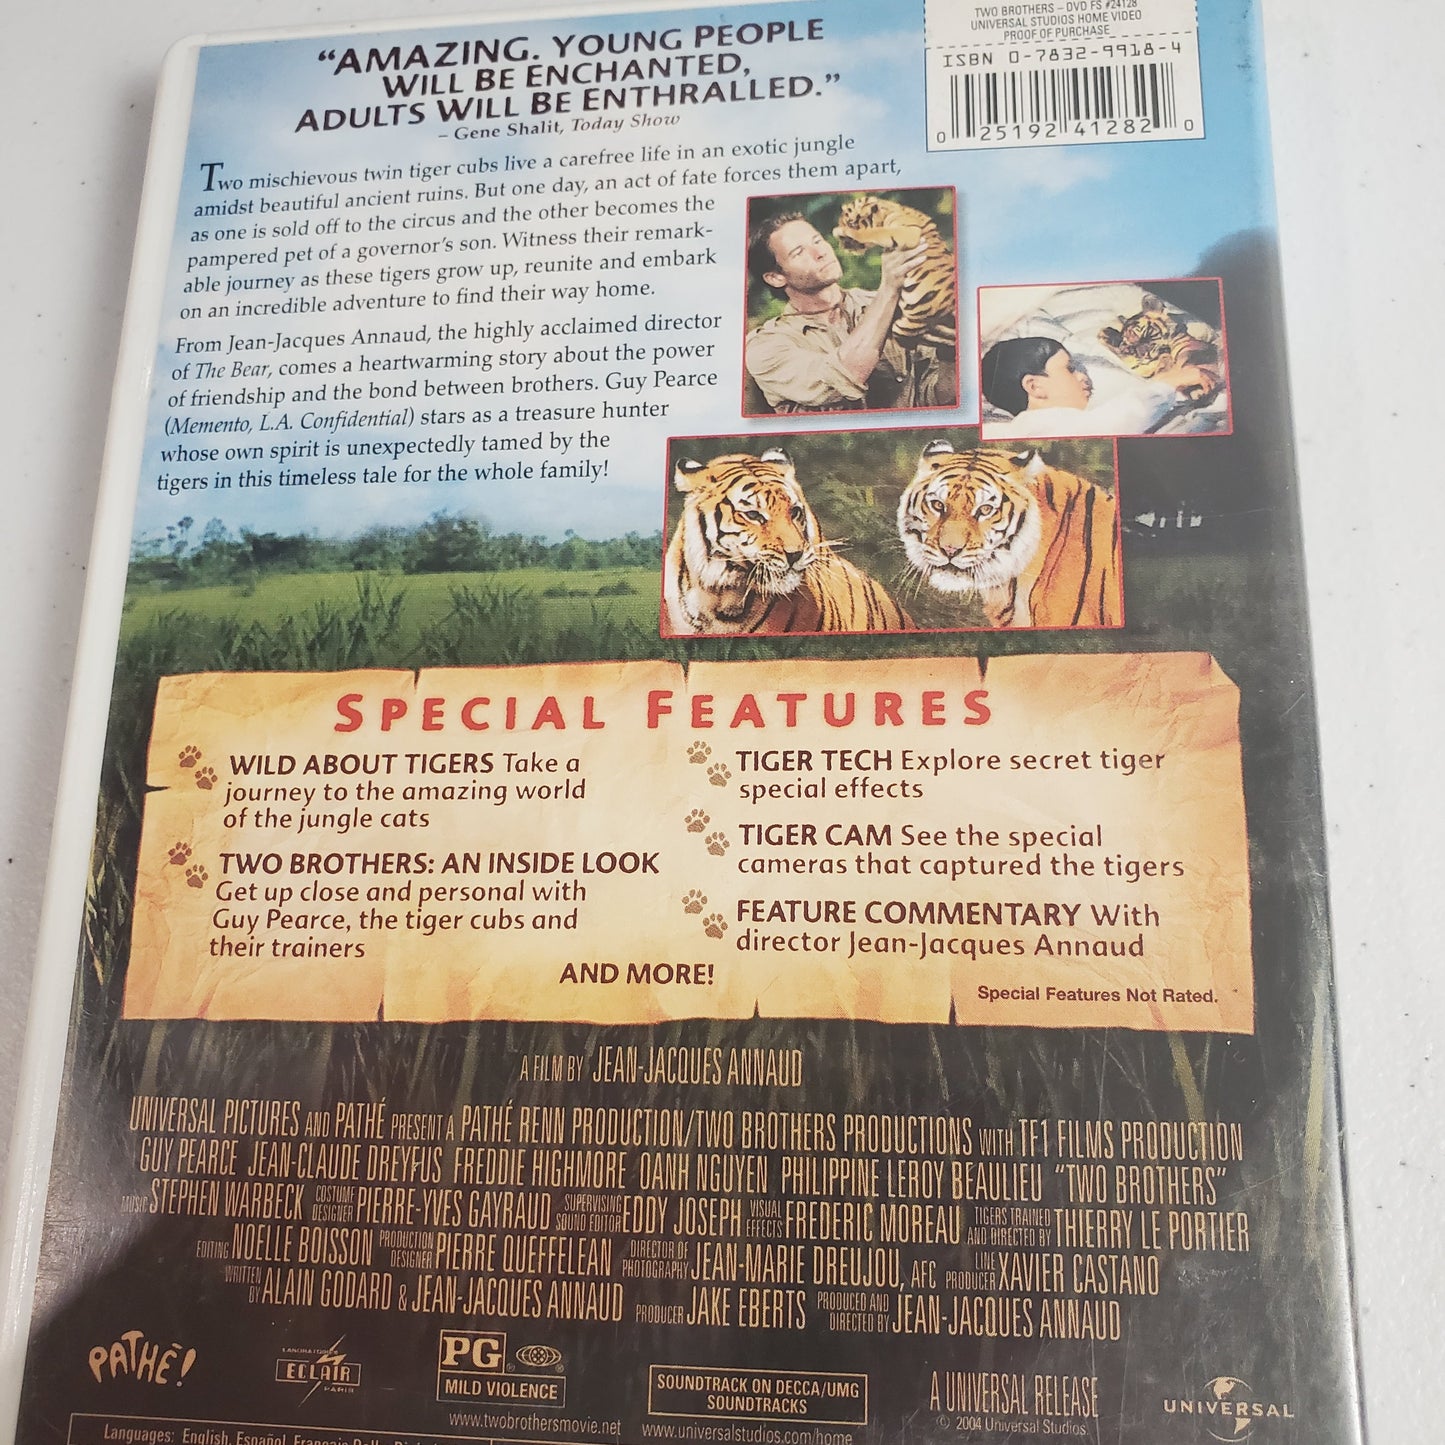 TWO BROTHERS – DVD FS #24128
UNIVERSAL STUDIOS HOME VIDEO
PROOF OF PURCHASE
ISBN 0-7832-9918-4
0 25192 41282 0
“AMAZING. YOUNG PEOPLE
WILL BE ENCHANTED,
ADULTS WILL BE ENTHRALLED.”
– Gene Shalit, Today Show
Two mischievous twin tiger cubs live a carefree life in an exotic jungle
amidst beautiful ancient ruins. But one day, an act of fate forces them apart,
as one is sold off to the circus and the other becomes the
pampered pet of a governor's son. Witness their remark-
able journey as these tigers grow up, reunite and embark
on an incredible adventure to find their way home.
From Jean-Jacques Annaud, the highly acclaimed director
of The Bear, comes a heartwarming story about the power
of friendship and the bond between brothers. Guy Pearce
(Memento, L.A. Confidential) stars as a treasure hunter
whose own spirit is unexpectedly tamed by the
tigers in this timeless tale for the whole family!
SPECIAL FEATURES
WILD ABOUT TIGERS Take a
journey to the amazing world
of the jungle cats
TWO BROTHERS: AN INSIDE LOOK
Get up close and personal with
Guy Pearce, the tiger cubs and
their trainers
TIGER TECH Explore secret tiger
special effects
TIGER CAM See the special
cameras that captured the tigers
FEATURE COMMENTARY With
director Jean-Jacques Annaud
AND MORE!
Special Features Not Rated.
A FILM BY JEAN-JACQUES ANNAUD
UNIVERSAL PICTURES AND PATHÉ PRESENT A PATHÉ RENN PRODUCTION/TWO BROTHERS PRODUCTIONS WITH TF1 FILMS PRODUCTION
GUY PEARCE JEAN-CLAUDE DREYFUS FREDDIE HIGHMORE OANH NGUYEN PHILIPPINE LEROY BEAULIEU “TWO BROTHERS”
MUSIC STEPHEN WARBECK COSTUME DESIGNER PIERRE-YVES GAYRAUD SUPERVISING SOUND EDITOR EDDY JOSEPH VISUAL EFFECTS FREDERIC MOREAU TIGERS TRAINED AND DIRECTED BY THIERRY LE PORTIER
EDITING NOELLE BOISSON PRODUCTION DESIGNER PIERRE QUEFFELEAN DIRECTOR OF PHOTOGRAPHY JEAN-MARIE DREUJOU, AFC LINE PRODUCER XAVIER CASTANO
WRITTEN BY ALAIN GODARD & JEAN-JACQUES ANNAUD PRODUCER JAKE EBERTS PRODUCED AND DIRECTED BY JEAN-JACQUES ANNAUD
PATHÉ!
LABORATOIRES
ECLAIR
PARIS
PG
MILD VIOLENCE
SOUNDTRACK ON DECCA/UMG
SOUNDTRACKS
A UNIVERSAL RELEASE
© 2004 Universal Studios.
UNIVERSAL
www.twobrothersmovie.net
www.universalstudios.com/home
Languages: English, Español, Français